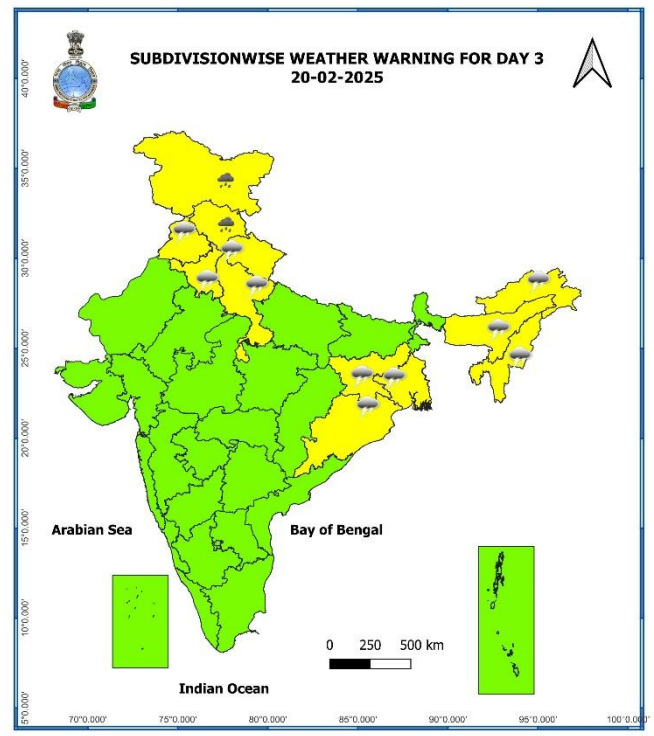 SUBDIVISIONWISE WEATHER WARNING FOR DAY 3
20-02-2025
40°0.000'
35°0.000'
30°0.000'
25°0.000'
20°0.000'
15°0.000'
10°0.000'
5°0.000'
Arabian Sea
Bay of Bengal
0 250 500 km
Indian Ocean
70°0.000' 75°0.000' 80°0.000' 85°0.000' 90°0.000' 95°0.000' 100°0.000'